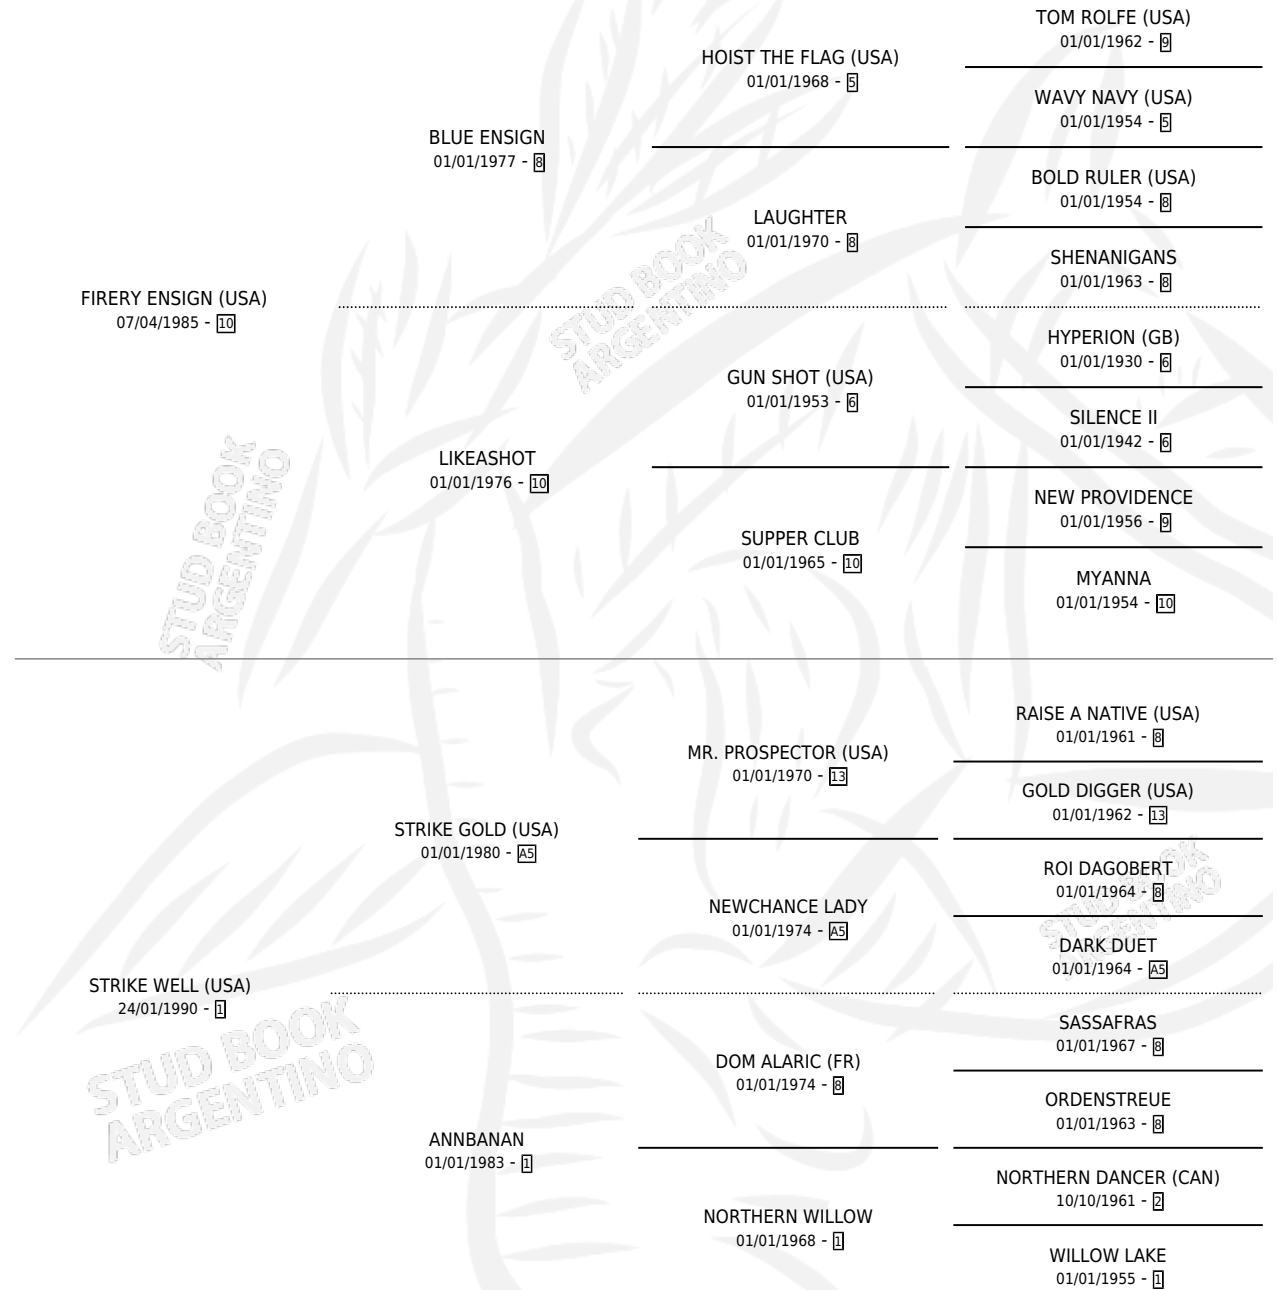 TOM ROLFE (USA)
01/01/1962 - 9
HOIST THE FLAG (USA)
01/01/1968 - 5
WAVY NAVY (USA)
01/01/1954 - 5
BLUE ENSIGN
01/01/1977 - 8
BOLD RULER (USA)
01/01/1954 - 8
LAUGHTER
01/01/1970 - 8
SHENANIGANS
01/01/1963 - 8
FIRERY ENSIGN (USA)
07/04/1985 - 10
STUD BOOK
ARGENTINO
HYPERION (GB)
01/01/1930 - 6
GUN SHOT (USA)
01/01/1953 - 6
SILENCE II
01/01/1942 - 6
LIKEASHOT
01/01/1976 - 10
NEW PROVIDENCE
01/01/1956 - 9
SUPPER CLUB
01/01/1965 - 10
MYANNA
01/01/1954 - 10
STUD BOOK
ARGENTINO
RAISE A NATIVE (USA)
01/01/1961 - 8
MR. PROSPECTOR (USA)
01/01/1970 - 13
GOLD DIGGER (USA)
01/01/1962 - 13
STRIKE GOLD (USA)
01/01/1980 - A5
ROI DAGOBERT
01/01/1964 - 8
NEWCHANCE LADY
01/01/1974 - A5
DARK DUET
01/01/1964 - A5
STUD BOOK
ARGENTINO
STRIKE WELL (USA)
24/01/1990 - 1
SASSAFRAS
01/01/1967 - 8
DOM ALARIC (FR)
01/01/1974 - 8
ORDENSTREUE
01/01/1963 - 8
STUD BOOK
ARGENTINO
ANNBANAN
01/01/1983 - 1
NORTHERN DANCER (CAN)
10/10/1961 - 2
NORTHERN WILLOW
01/01/1968 - 1
WILLOW LAKE
01/01/1955 - 1